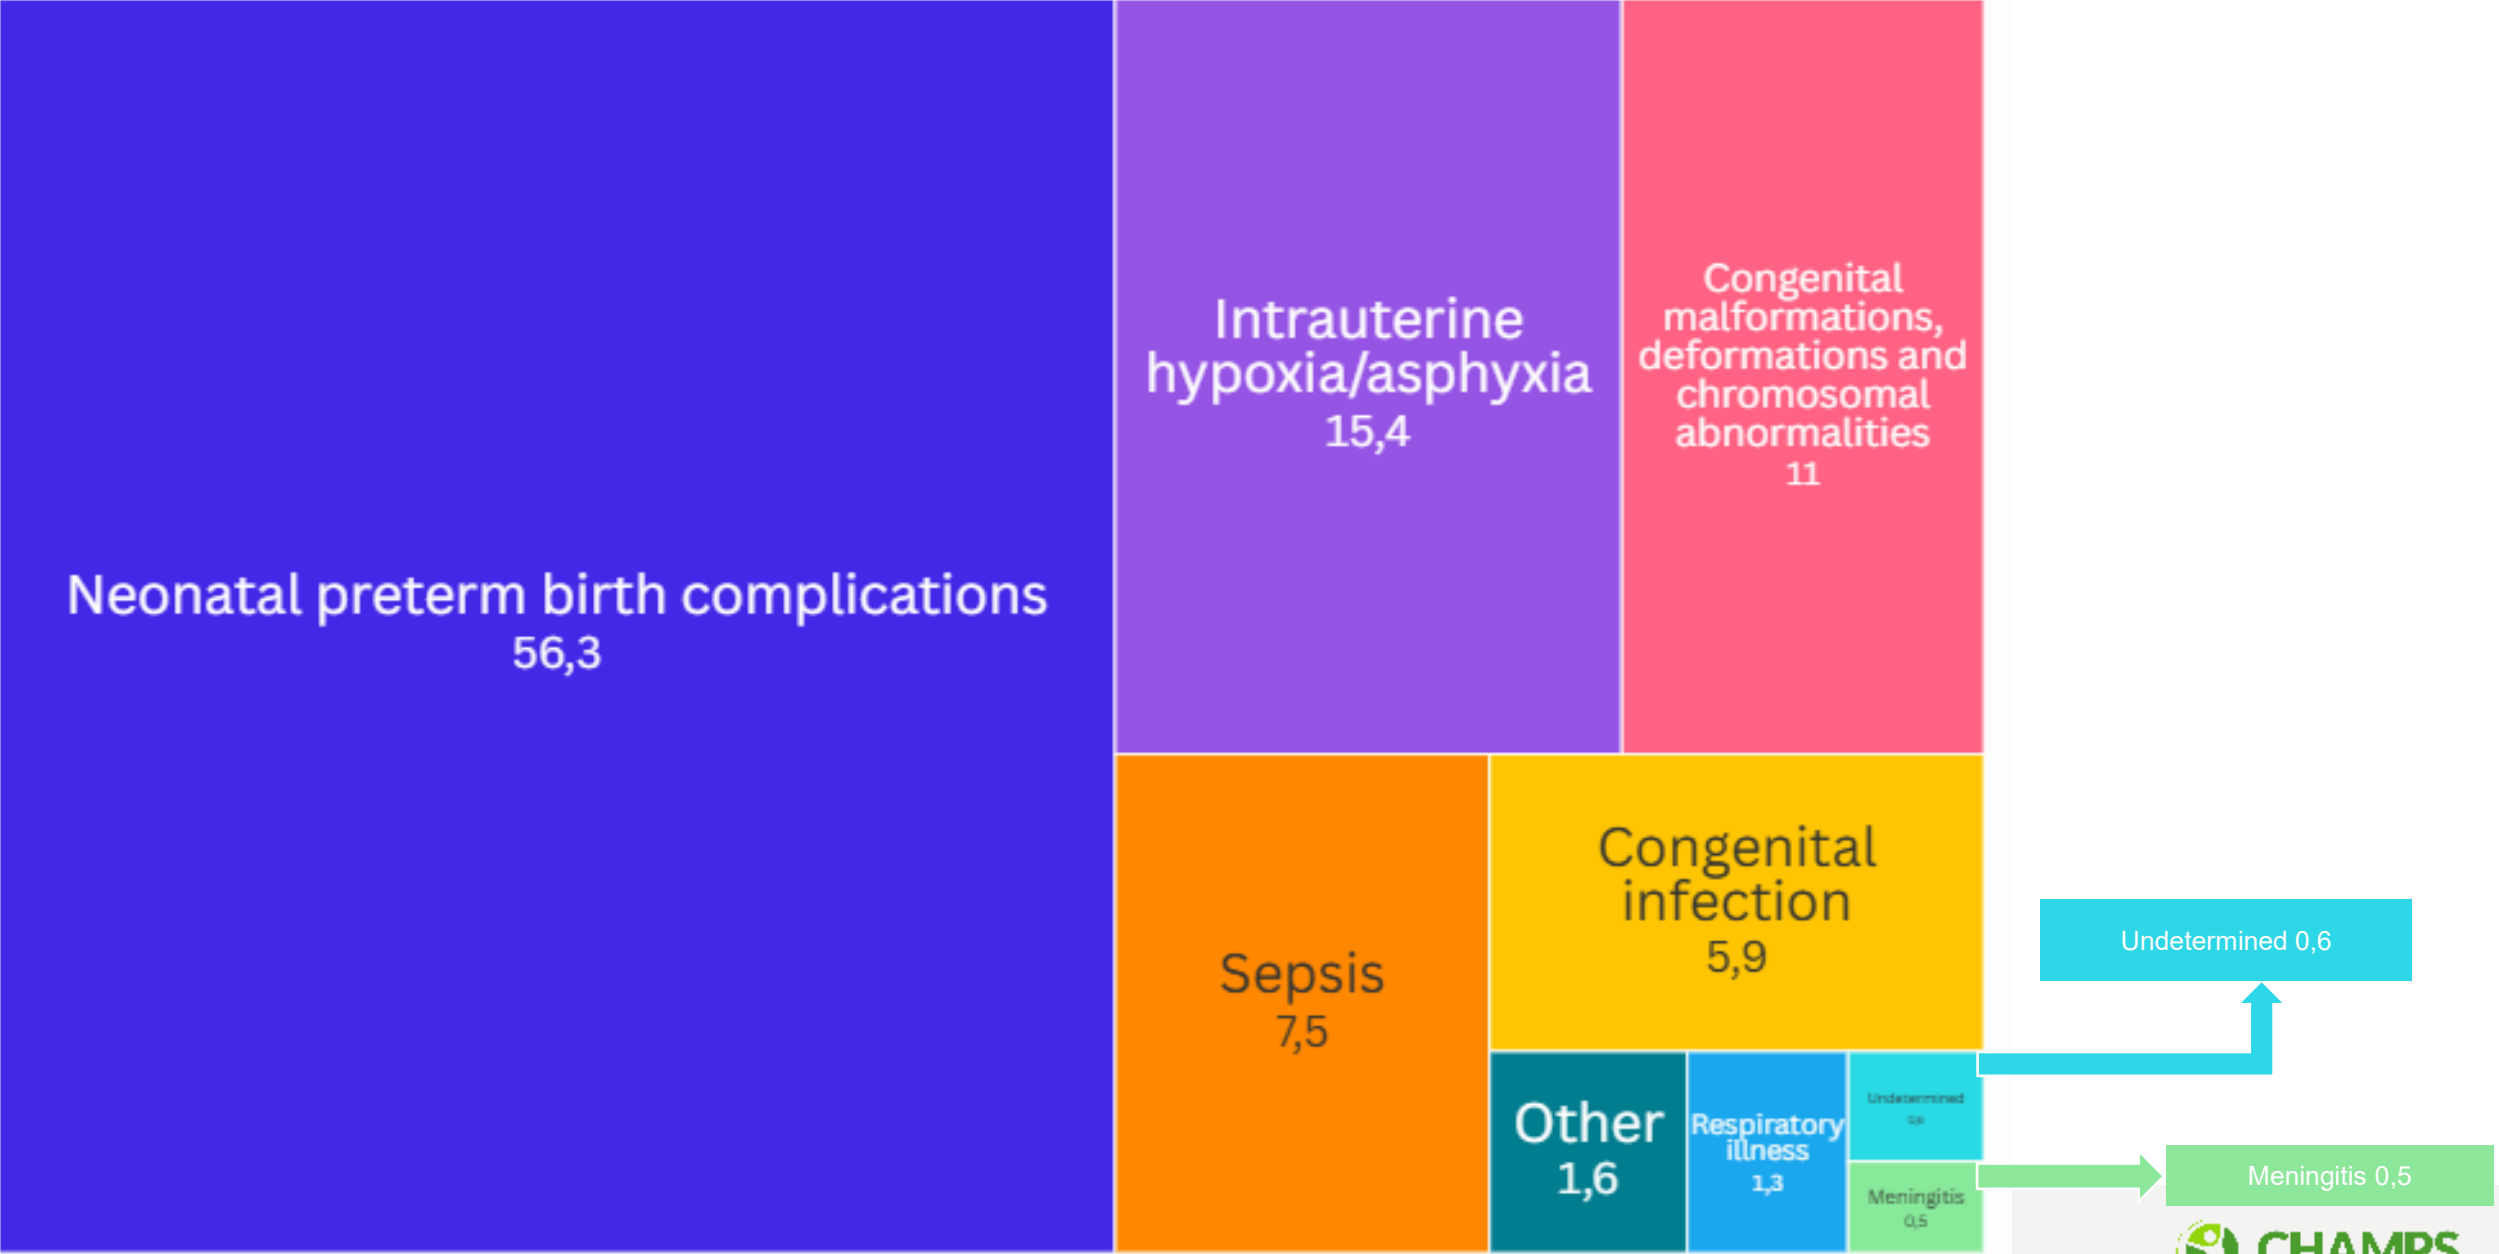 Neonatal preterm birth complications
56,3
Intrauterine
hypoxia/asphyxia
15,4
Congenital
malformations,
deformations and
chromosomal
abnormalities
11
Sepsis
7,5
Congenital
infection
5,9
Other
1,6
Respiratory
illness
1,3
Undetermined
0,6
Meningitis
0,5
Undetermined 0,6
Meningitis 0,5
CHAMPS